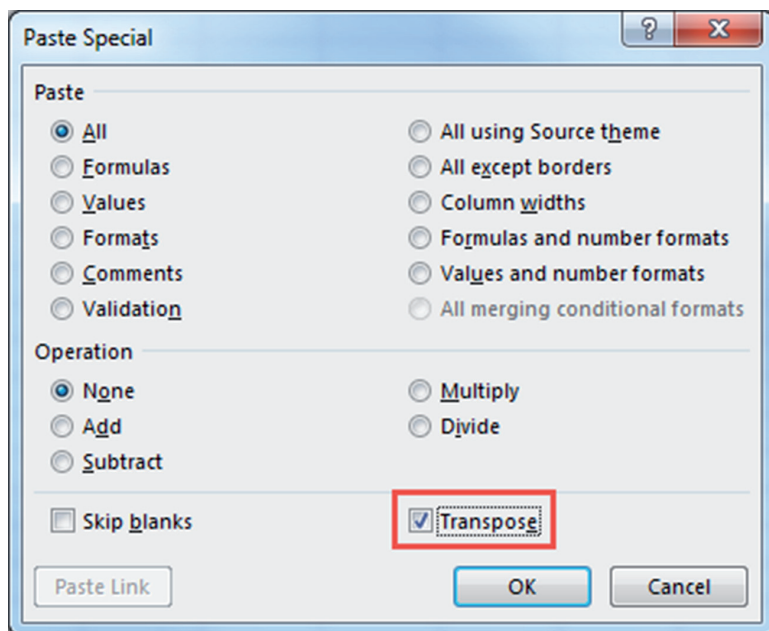 Paste Special
?
Paste
All
All using Source theme
Formulas
All except borders
Values
Column widths
Formats
Formulas and number formats
Comments
Values and number formats
Validation
All merging conditional formats
Operation
None
Multiply
Add
Divide
Subtract
Skip blanks
Transpose
Paste Link
OK
Cancel